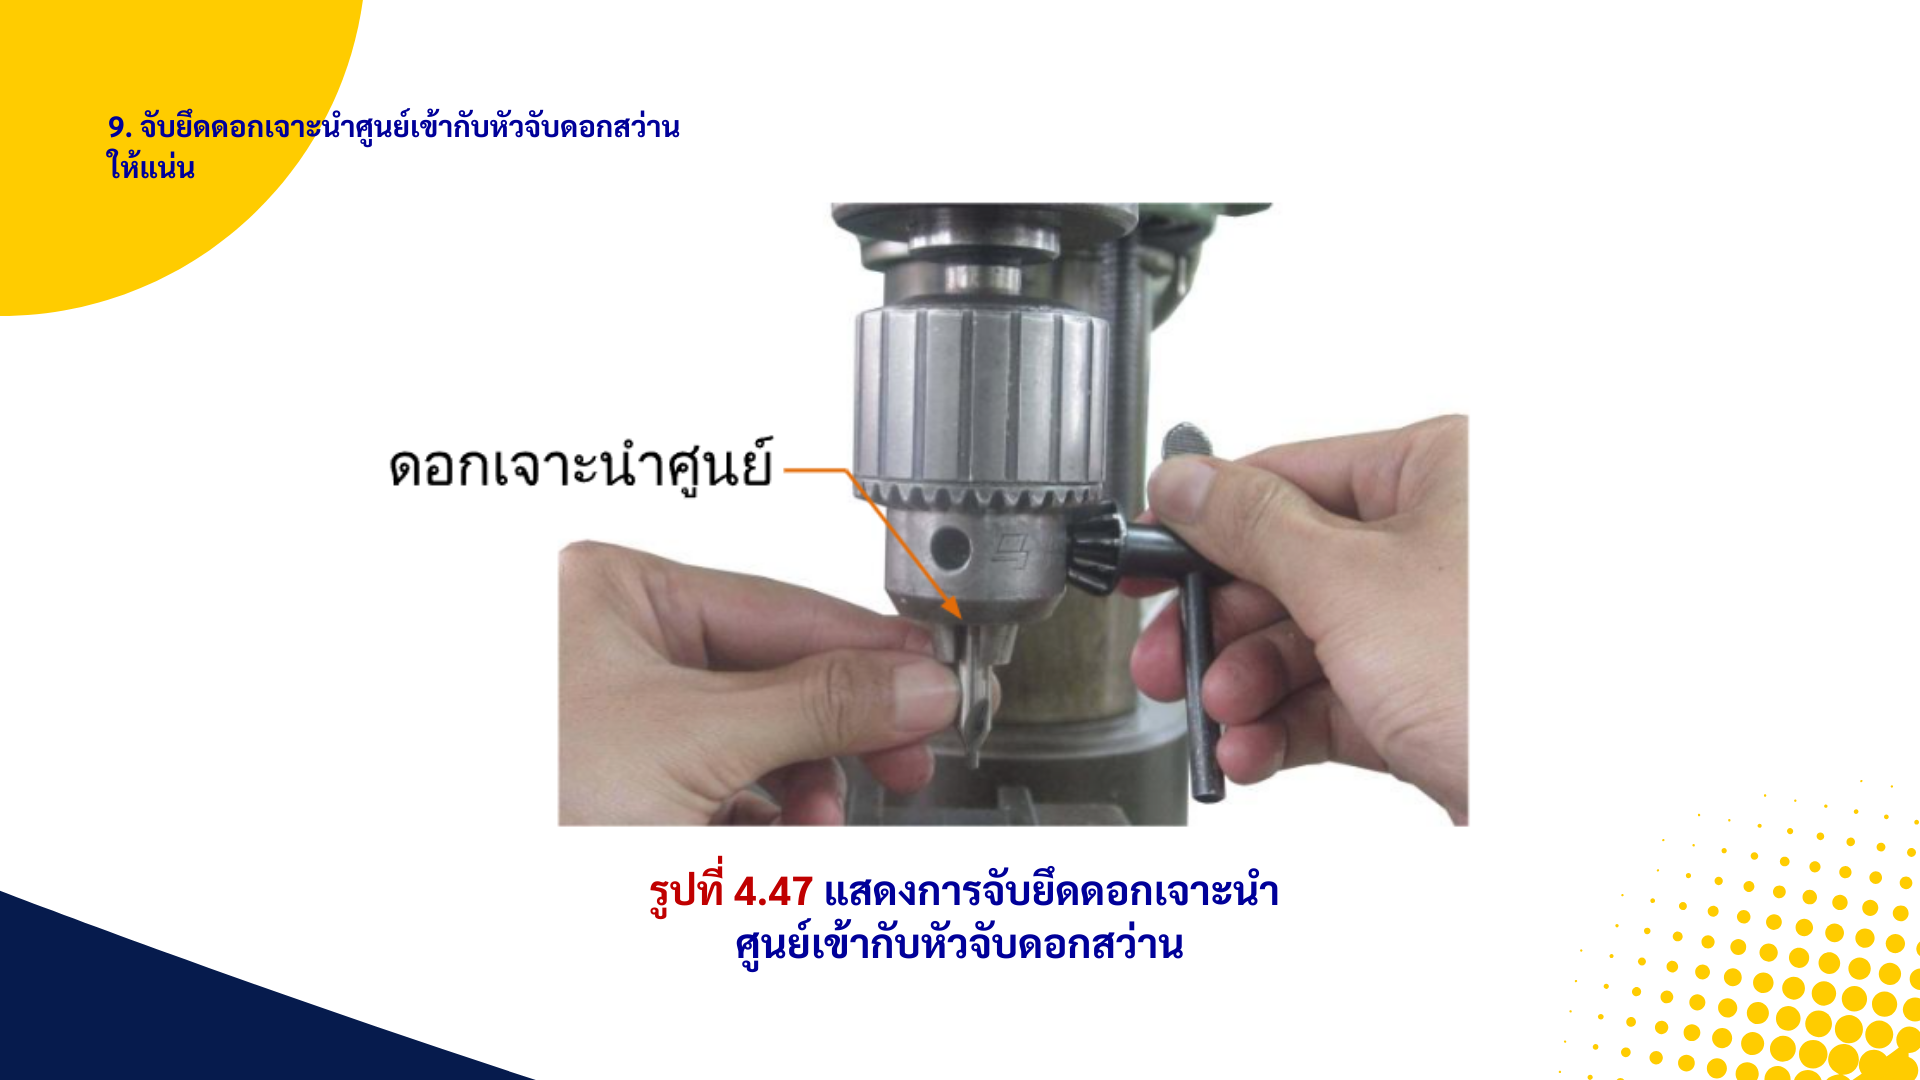 9. จับยึดดอกเจาะนำศูนย์เข้ากับหัวจับดอกสว่าน
ให้แน่น
ดอกเจาะนำศูนย์
รูปที่ 4.47 แสดงการจับยึดดอกเจาะนำ
ศูนย์เข้ากับหัวจับดอกสว่าน